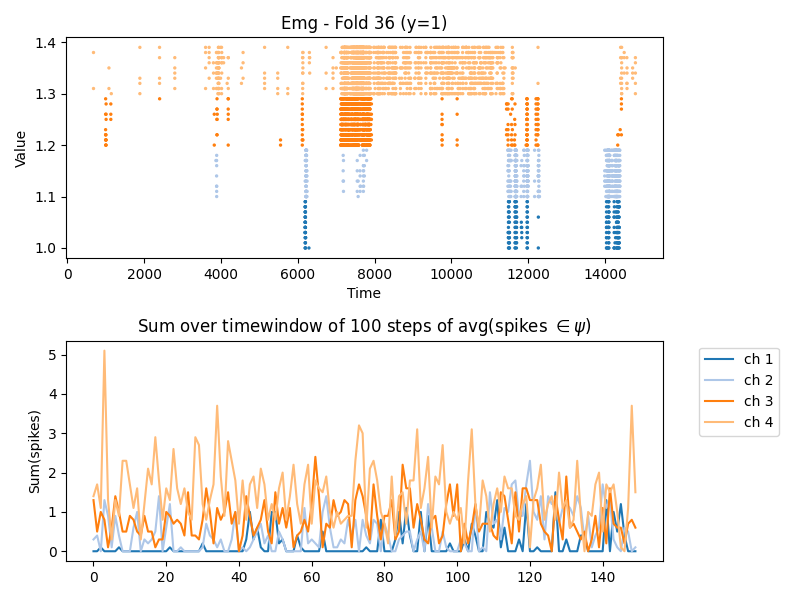 Emg - Fold 36 (y=1)
1.4
1.3
1.2
1.1
1.0
Value
0 2000 4000 6000 8000 10000 12000 14000
Time
Sum over timewindow of 100 steps of avg(spikes ∈ ψ)
5
4
3
2
1
0
Sum(spikes)
0 20 40 60 80 100 120 140
ch 1
ch 2
ch 3
ch 4